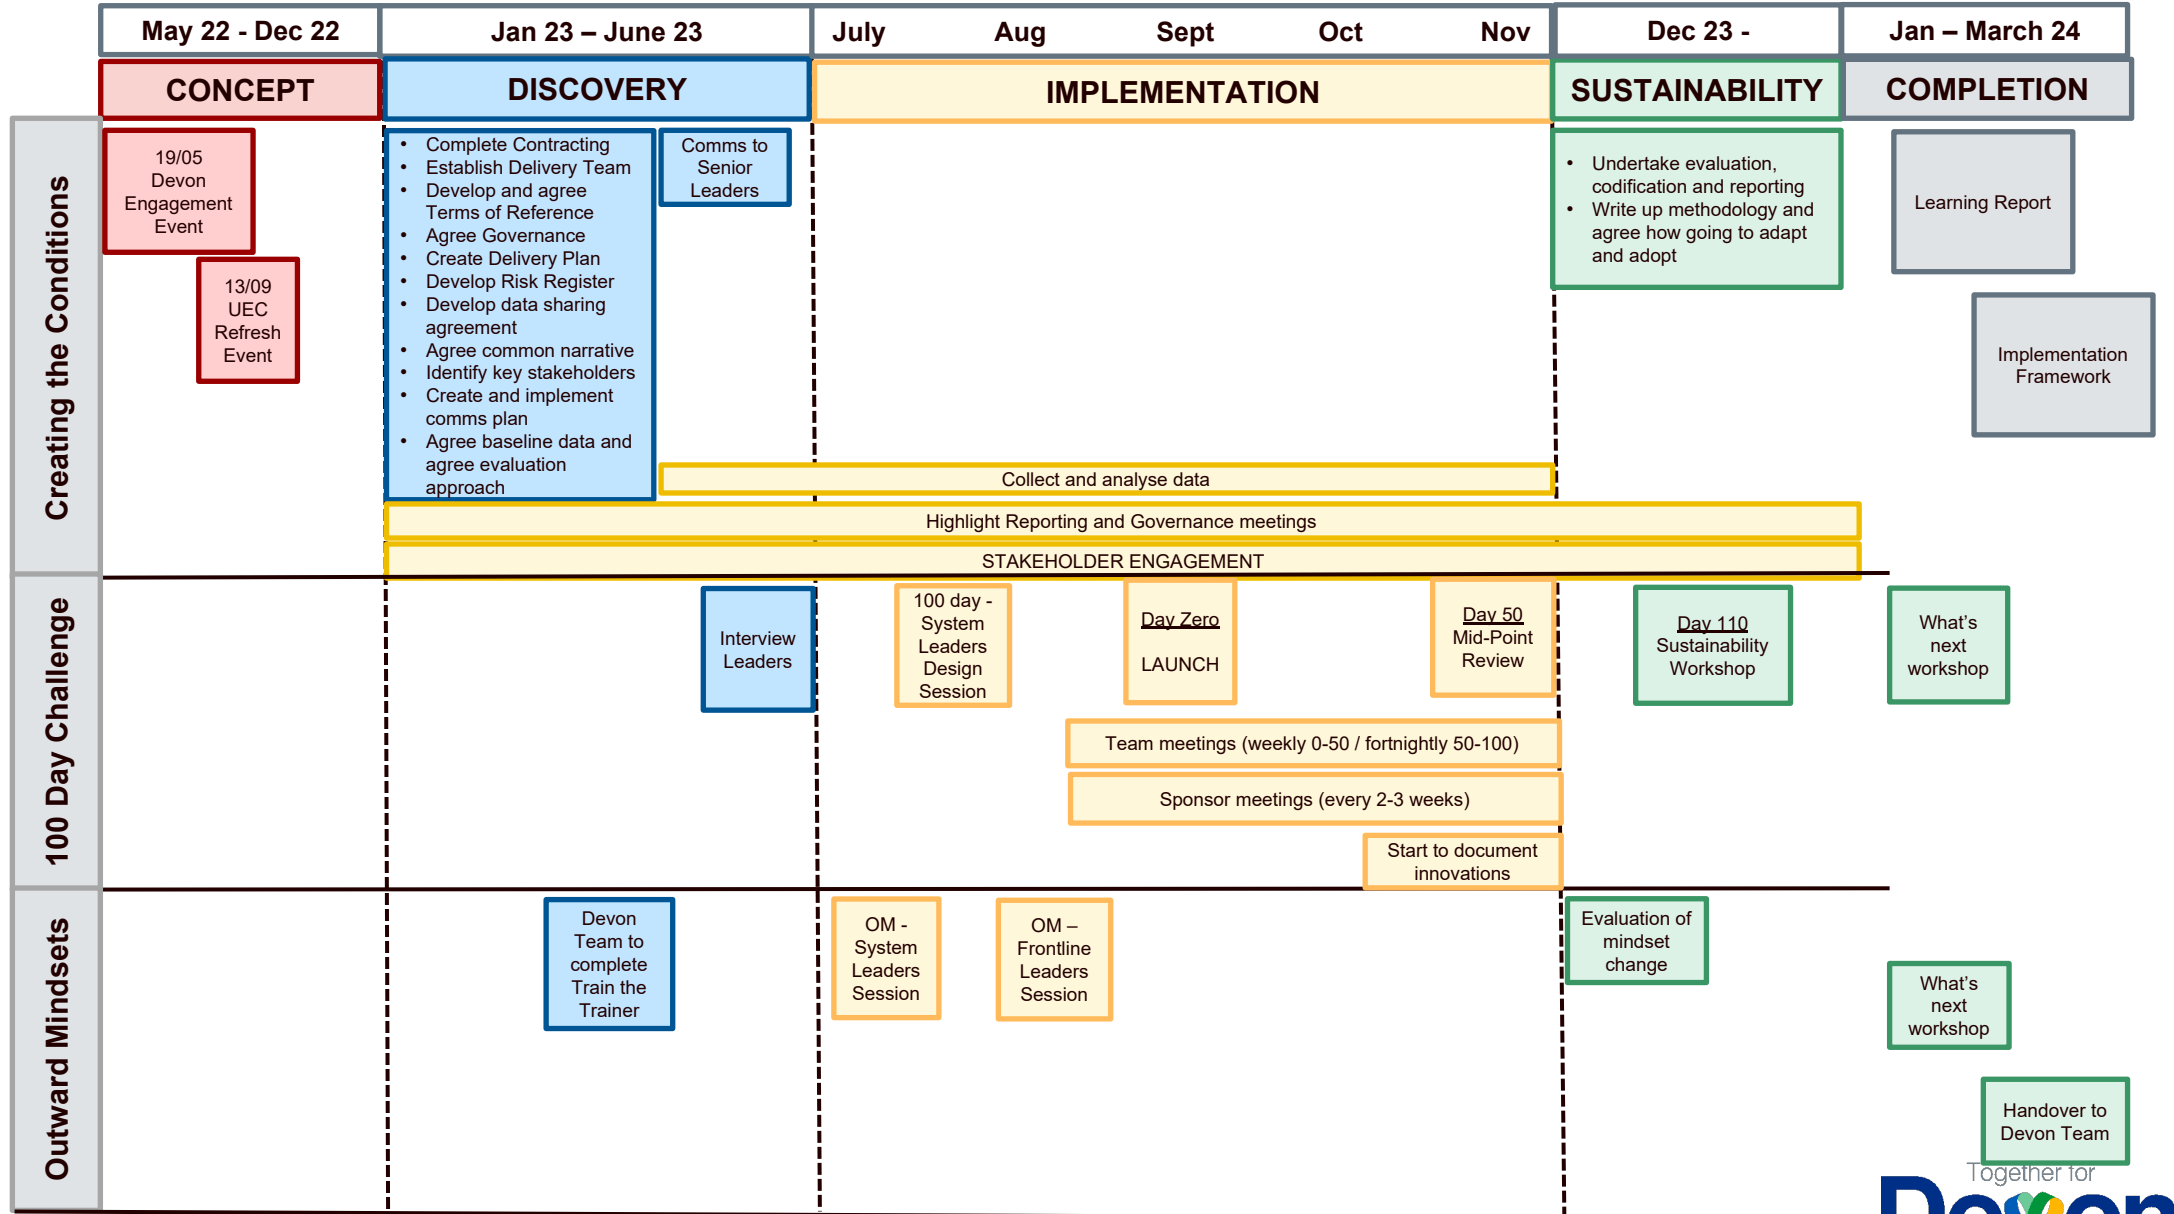 May 22 - Dec 22
Jan 23 – June 23
July
Aug
Sept
Oct
Nov
Dec 23 -
Jan – March 24
CONCEPT
DISCOVERY
IMPLEMENTATION
SUSTAINABILITY
COMPLETION
Creating the Conditions
19/05
Devon
Engagement
Event
13/09
UEC
Refresh
Event
• Complete Contracting
• Establish Delivery Team
• Develop and agree
Terms of Reference
• Agree Governance
• Create Delivery Plan
• Develop Risk Register
• Develop data sharing
agreement
• Agree common narrative
• Identify key stakeholders
• Create and implement
comms plan
• Agree baseline data and
agree evaluation
approach
Comms to
Senior
Leaders
• Undertake evaluation,
codification and reporting
• Write up methodology and
agree how going to adapt
and adopt
Learning Report
Implementation
Framework
Collect and analyse data
Highlight Reporting and Governance meetings
STAKEHOLDER ENGAGEMENT
100 Day Challenge
Interview
Leaders
100 day -
System
Leaders
Design
Session
Day Zero
LAUNCH
Day 50
Mid-Point
Review
Day 110
Sustainability
Workshop
What's
next
workshop
Team meetings (weekly 0-50 / fortnightly 50-100)
Sponsor meetings (every 2-3 weeks)
Start to document
innovations
Outward Mindsets
Devon
Team to
complete
Train the
Trainer
OM -
System
Leaders
Session
OM –
Frontline
Leaders
Session
Evaluation of
mindset
change
What's
next
workshop
Handover to
Devon Team
Together for
Devon